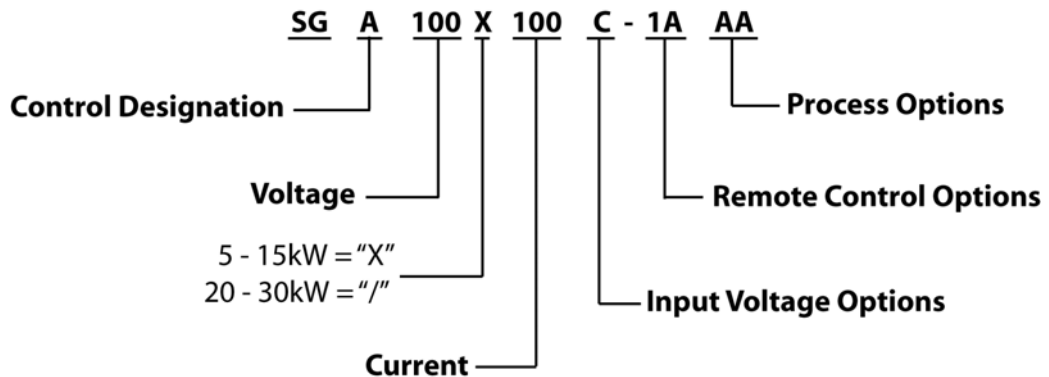 SG A 100 X 100 C - 1A AA
Control Designation
Process Options
Voltage
Remote Control Options
5 - 15kW = “X”
20 - 30kW = “/”
Input Voltage Options
Current